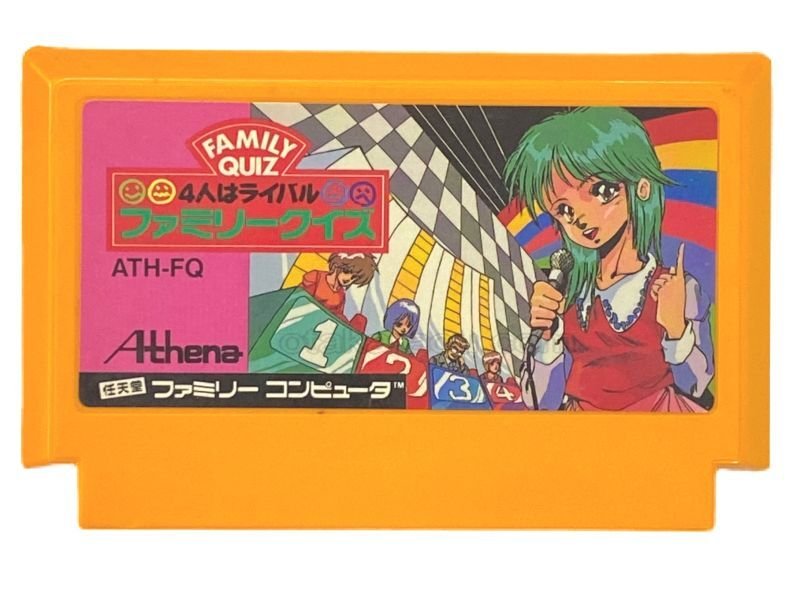 FAMILY
QUIZ
4人はライバル
ファミリークイズ
ATH-FQ
Athena
1
2
3
4
任天堂 ファミリー コンピュータ™